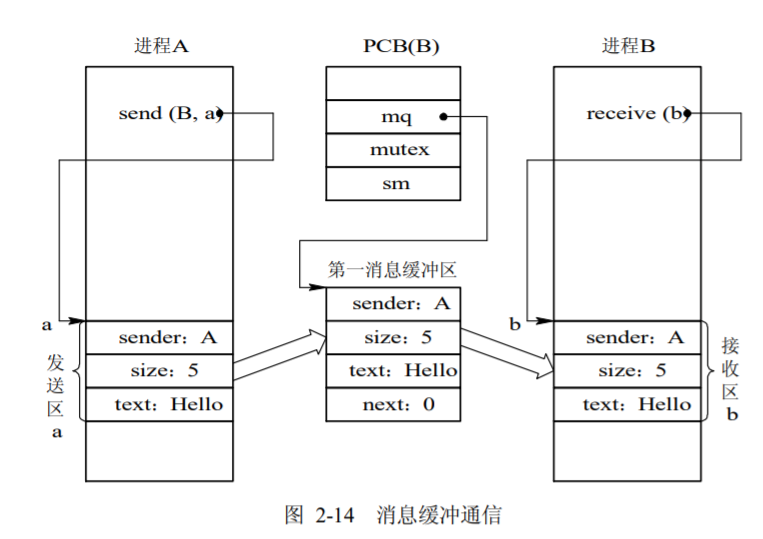 进程A
PCB(B)
进程B
send (B, a)
mq
mutex
sm
receive (b)
第一消息缓冲区
a
sender：A
size：5
text：Hello
发送区a
sender：A
size：5
text：Hello
next：0
b
sender：A
size：5
text：Hello
接收区b
图 2-14 消息缓冲通信